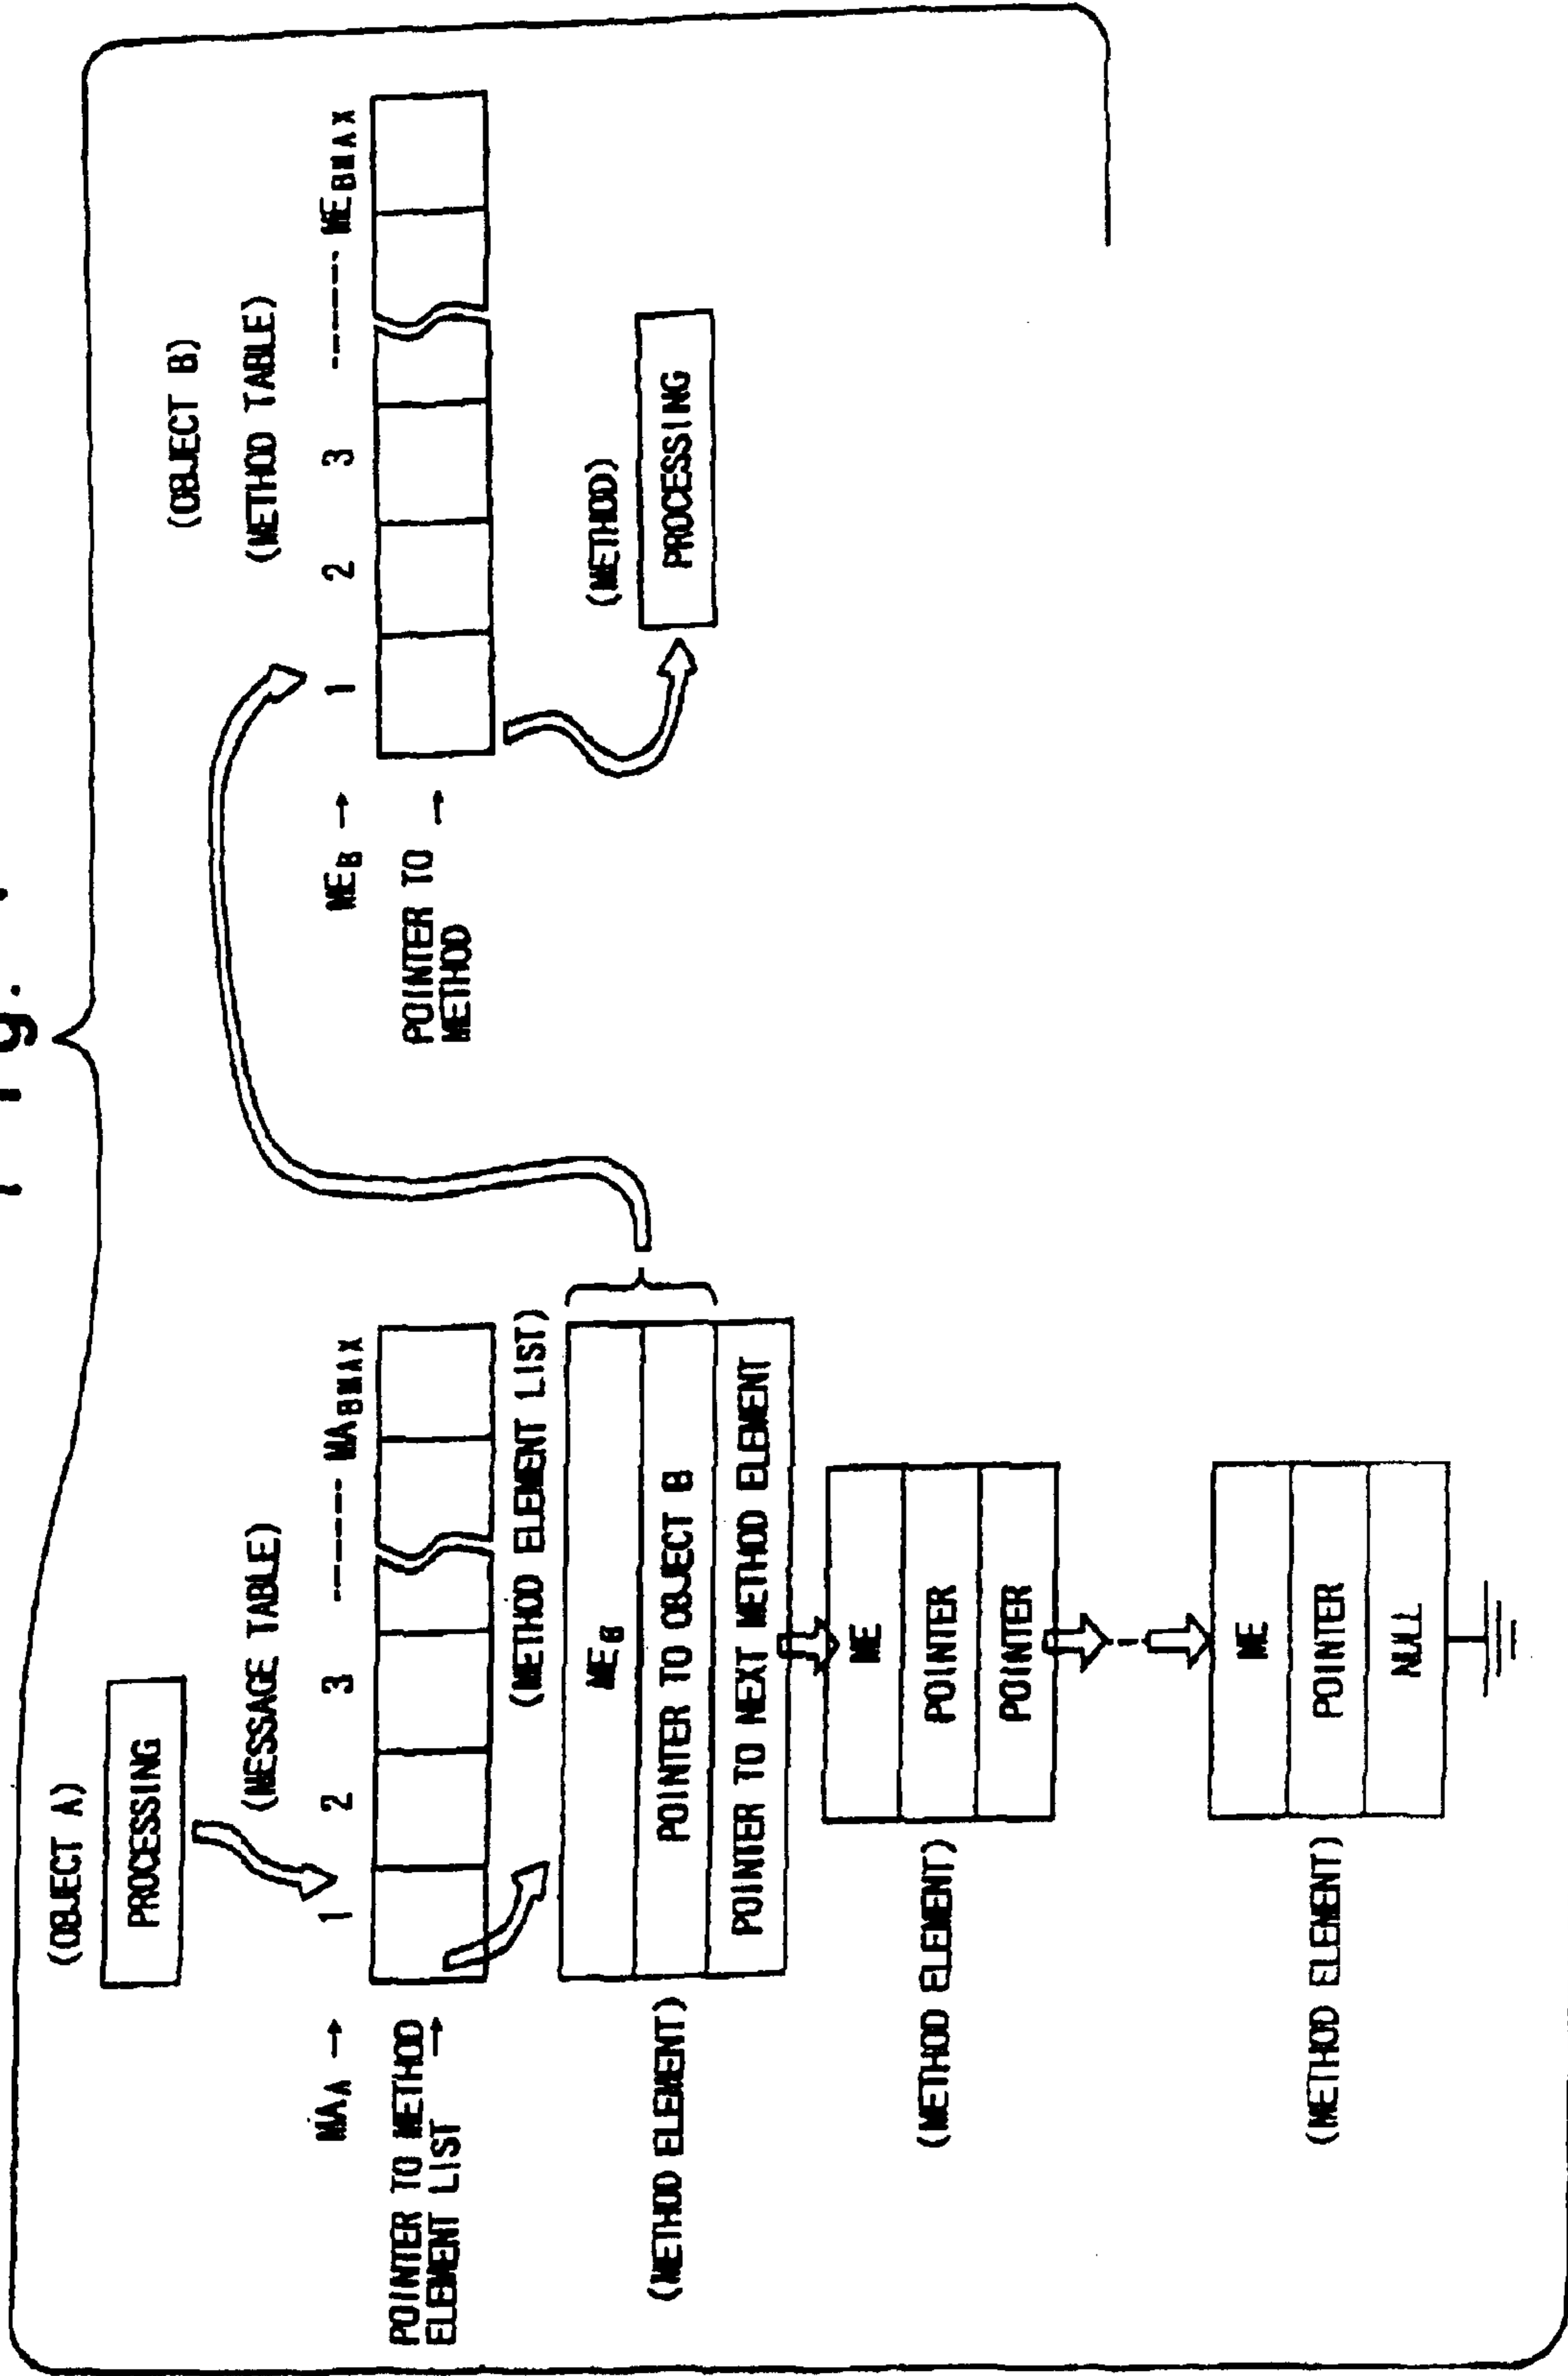 Fig.
(OBJECT A)
PROCESSING
(MESSAGE TABLE)
MA_A → 1 2 3 ----- MA_BMAX
POINTER TO METHOD →
ELEMENT LIST
(METHOD ELEMENT LIST)
(METHOD ELEMENT)
ME_B
POINTER TO OBJECT B
POINTER TO NEXT METHOD ELEMENT
(METHOD ELEMENT)
ME
POINTER
POINTER
(METHOD ELEMENT)
ME
POINTER
NULL
(OBJECT B)
(METHOD TABLE)
ME_B → 1 2 3 ----- ME_BMAX
POINTER TO →
METHOD
(METHOD)
PROCESSING